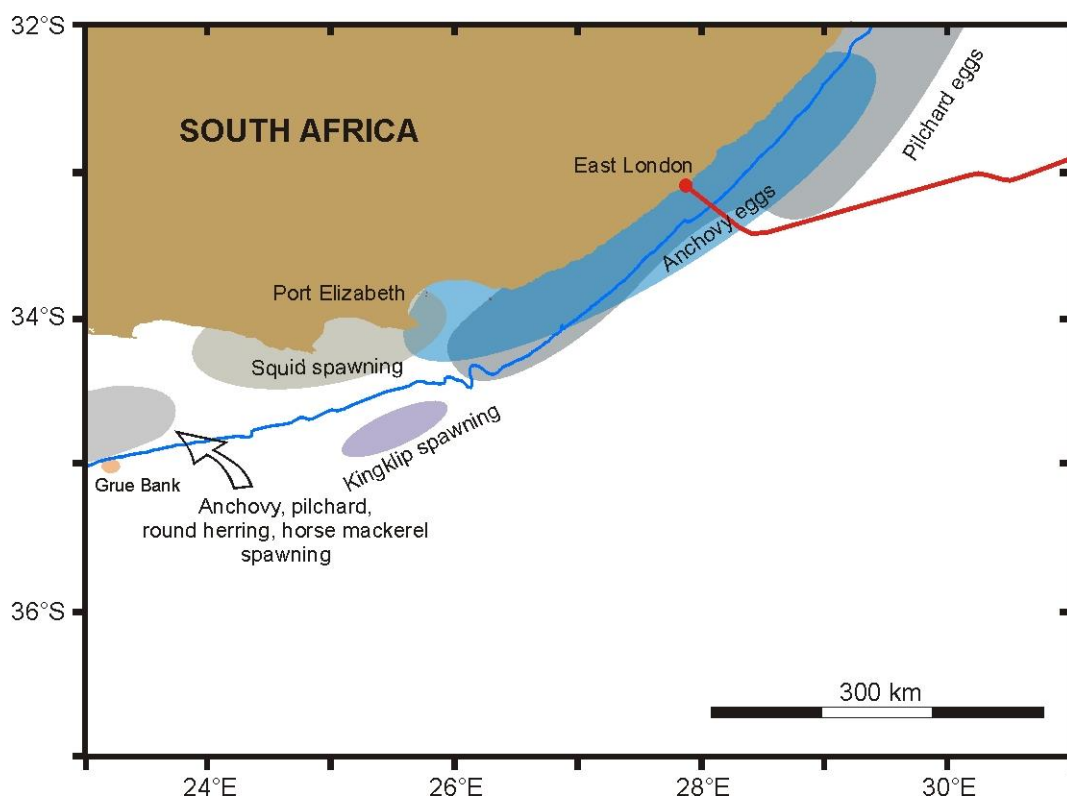 32°S
SOUTH AFRICA
Pilchard eggs
East London
Anchovy eggs
Port Elizabeth
34°S
Squid spawning
Kingklip spawning
Grue Bank
Anchovy, pilchard,
round herring, horse mackerel
spawning
36°S
300 km
24°E
26°E
28°E
30°E